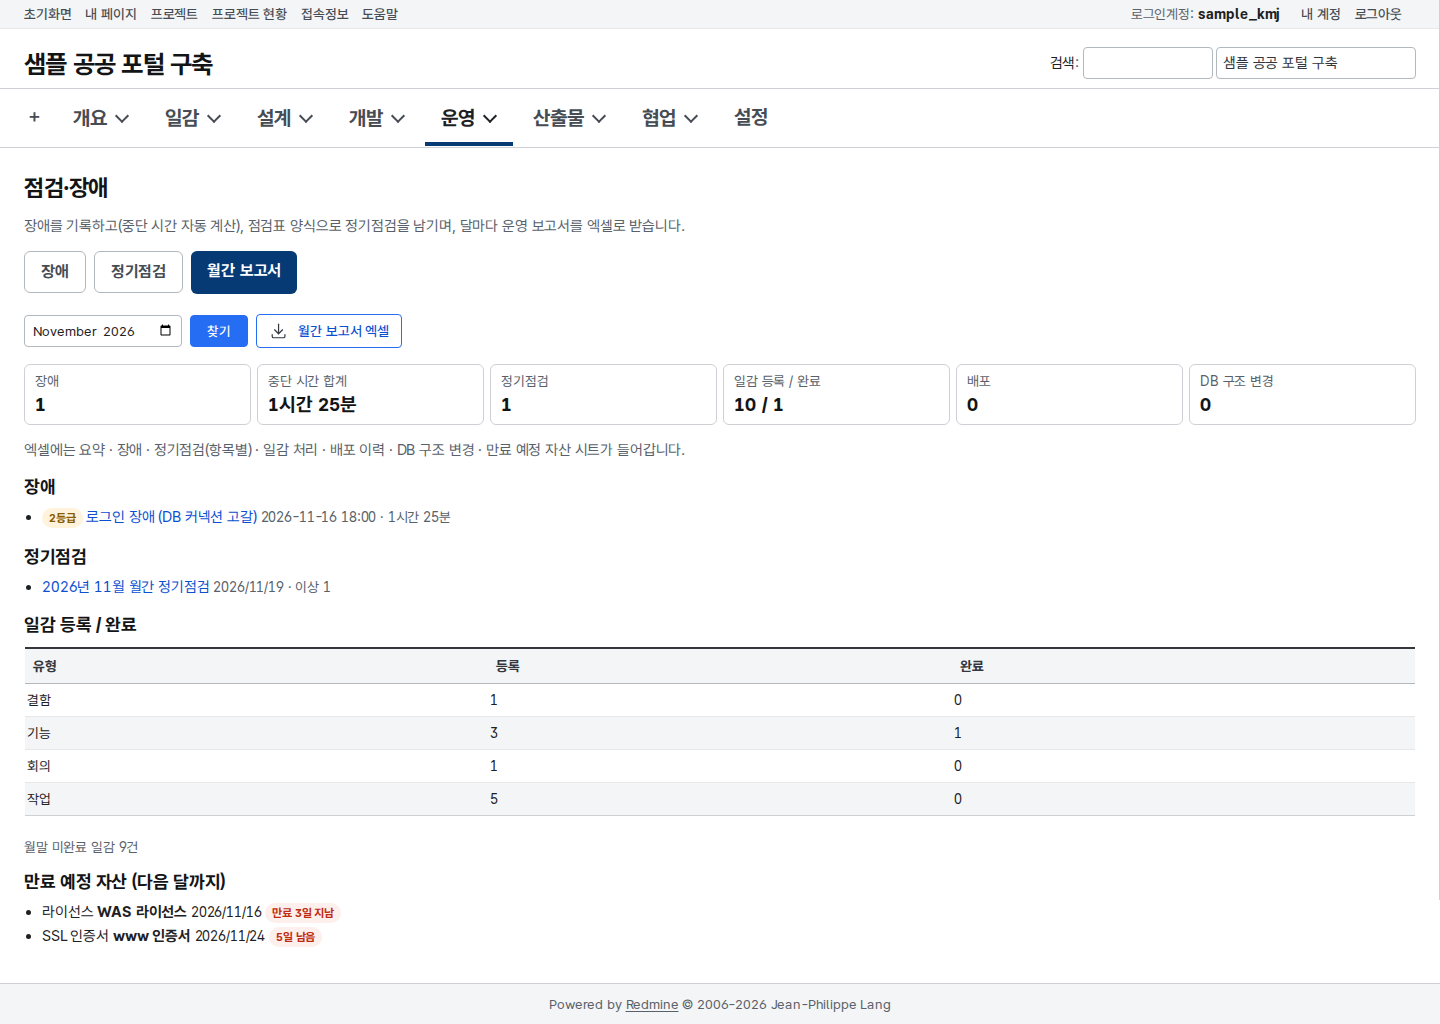 초기화면 내 페이지 프로젝트 프로젝트 현황 접속정보 도움말 로그인계정: sample_kmj 내 계정 로그아웃
샘플 공공 포털 구축 검색: 샘플 공공 포털 구축
+ 개요 일감 설계 개발 운영 산출물 협업 설정
점검·장애
장애를 기록하고(중단 시간 자동 계산), 점검표 양식으로 정기점검을 남기며, 달마다 운영 보고서를 엑셀로 받습니다.
장애 정기점검 월간 보고서
November 2026 찾기 월간 보고서 엑셀
장애 중단 시간 합계 정기점검 일감 등록 / 완료 배포 DB 구조 변경
1 1시간 25분 1 10 / 1 0 0
엑셀에는 요약 · 장애 · 정기점검(항목별) · 일감 처리 · 배포 이력 · DB 구조 변경 · 만료 예정 자산 시트가 들어갑니다.
장애
2등급 로그인 장애 (DB 커넥션 고갈) 2026-11-16 18:00 · 1시간 25분
정기점검
2026년 11월 월간 정기점검 2026/11/19 · 이상 1
일감 등록 / 완료
유형 등록 완료
결함 1 0
기능 3 1
회의 1 0
작업 5 0
월말 미완료 일감 9건
만료 예정 자산 (다음 달까지)
라이선스 WAS 라이선스 2026/11/16 만료 3일 지남
SSL 인증서 www 인증서 2026/11/24 5일 남음
Powered by Redmine © 2006-2026 Jean-Philippe Lang